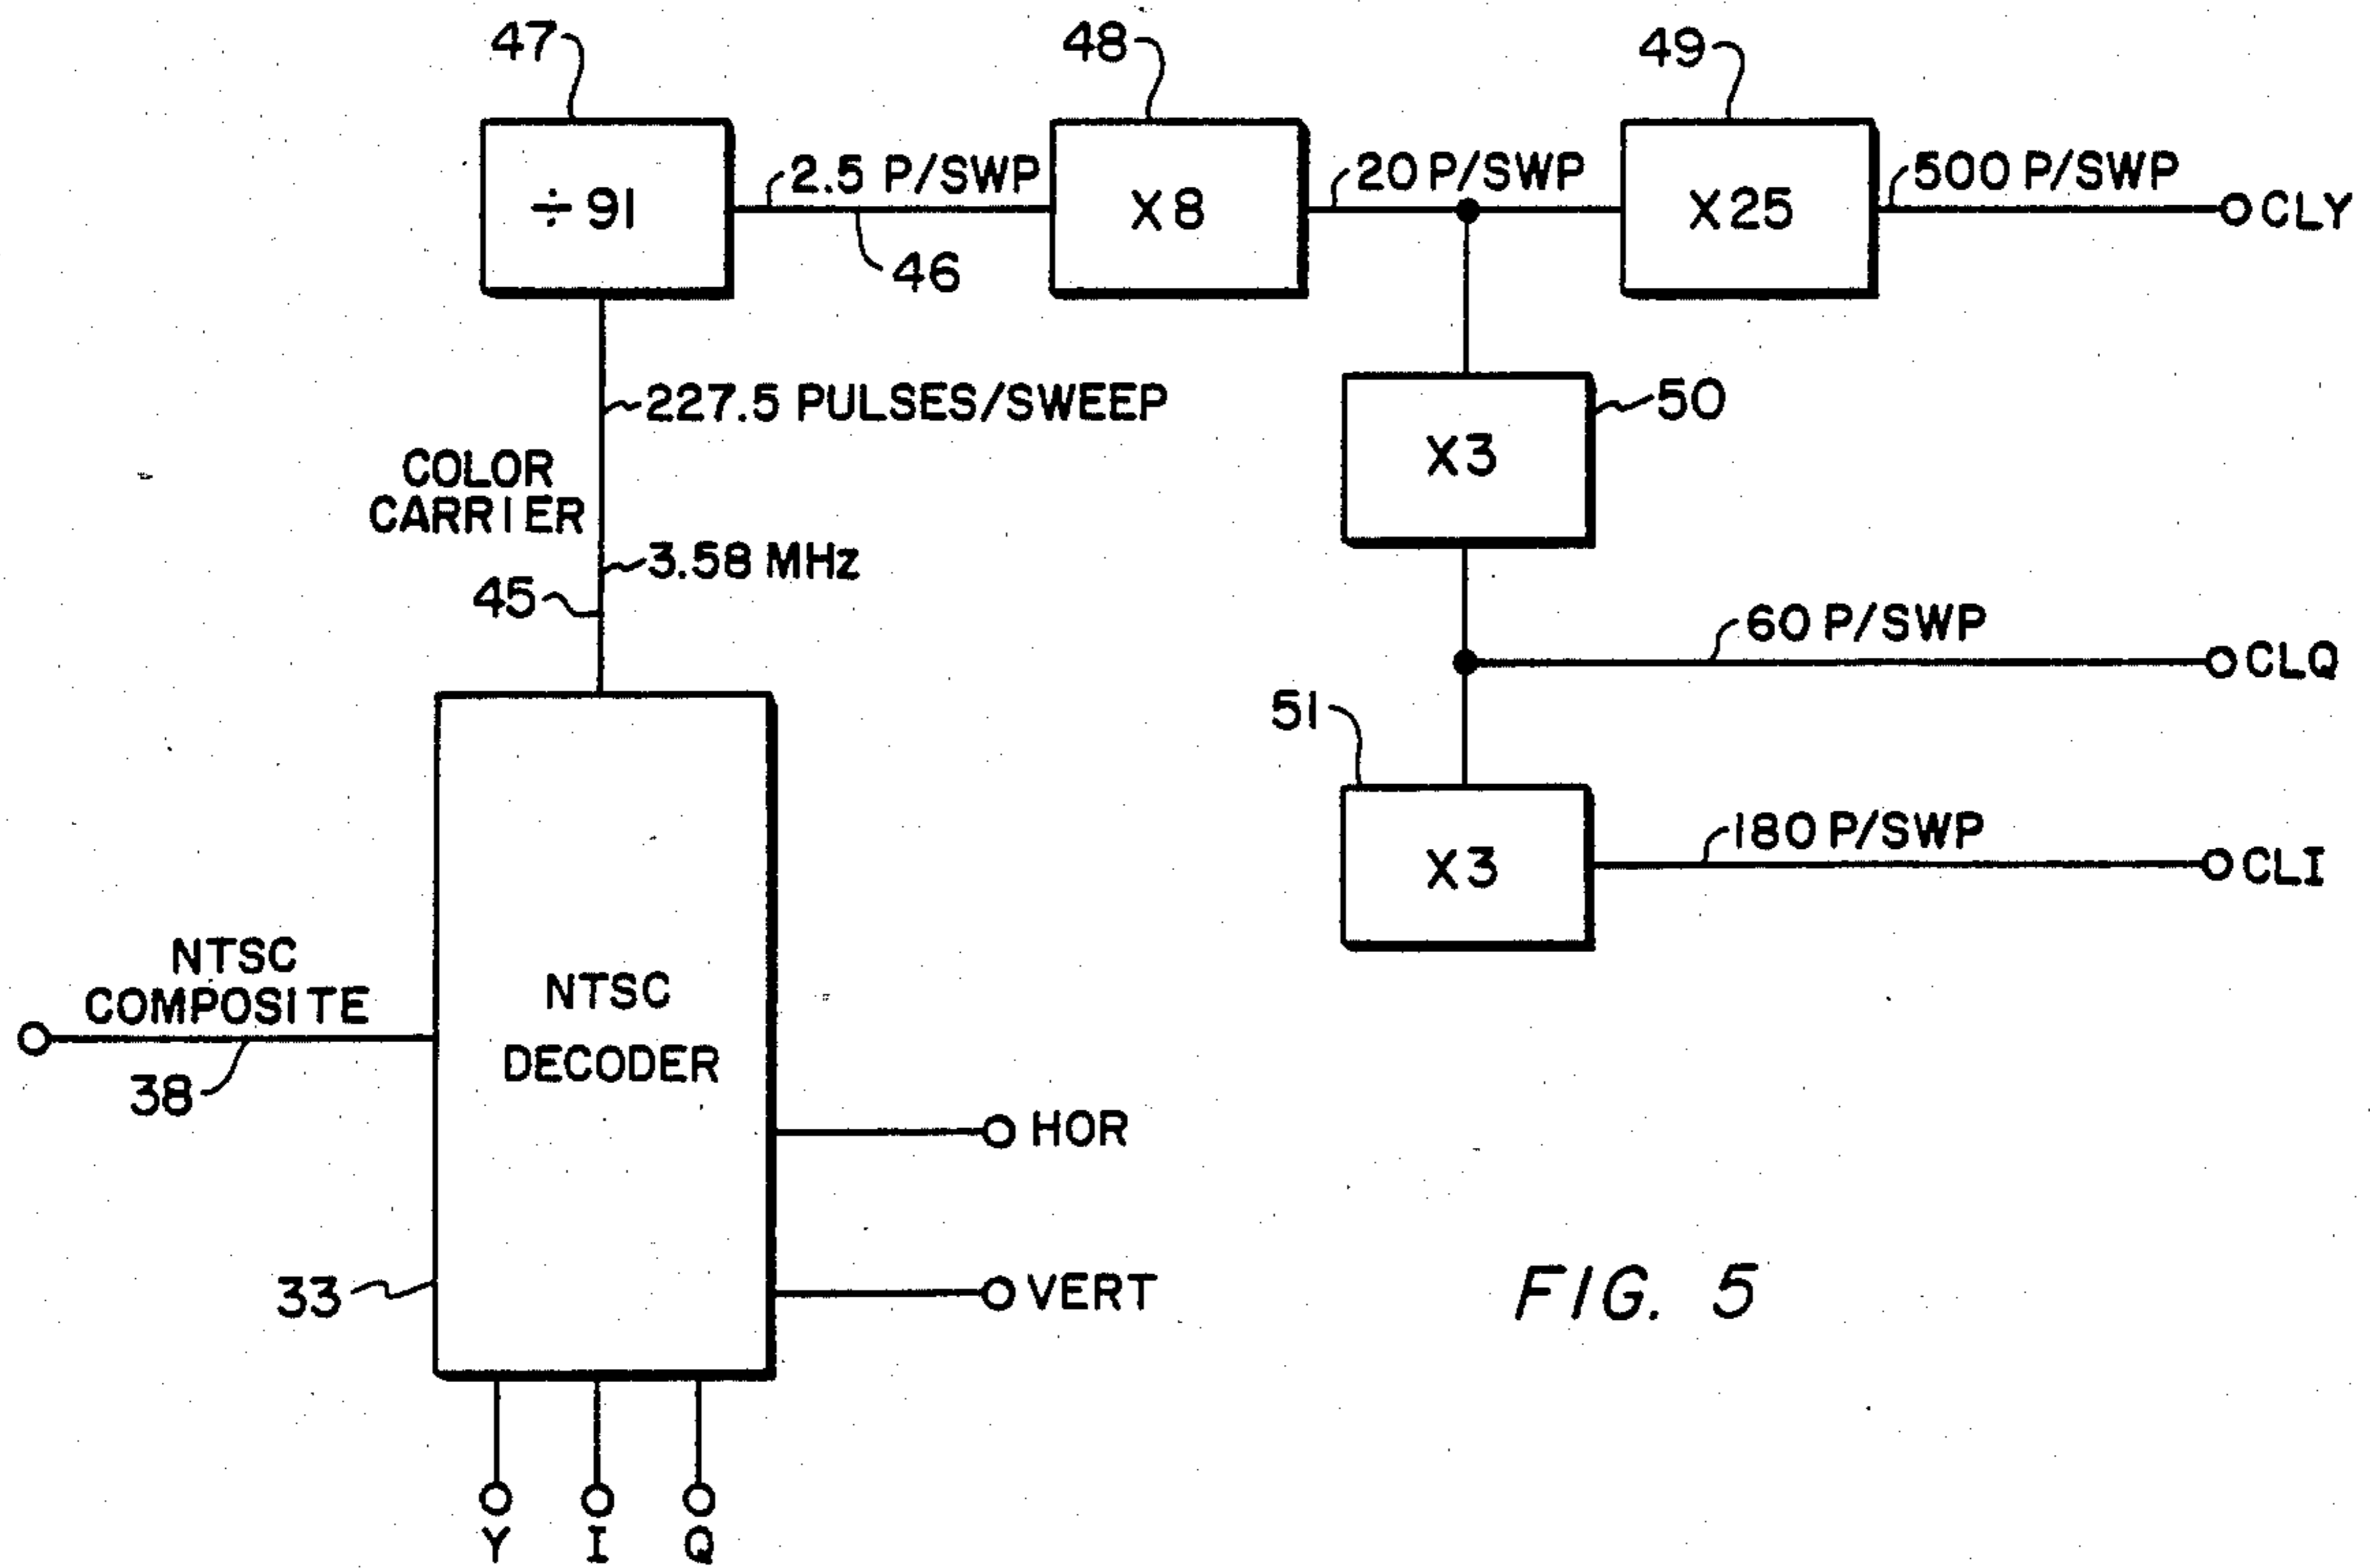 47
48
49
÷ 91
2.5 P/SWP
X8
20 P/SWP
X25
500 P/SWP
CLY
46
227.5 PULSES/SWEEP
50
X3
COLOR
CARRIER
3.58 MHz
45
60 P/SWP
CLQ
51
X3
180 P/SWP
CLI
NTSC
COMPOSITE
38
NTSC
DECODER
HOR
33
VERT
FIG. 5
Y I Q